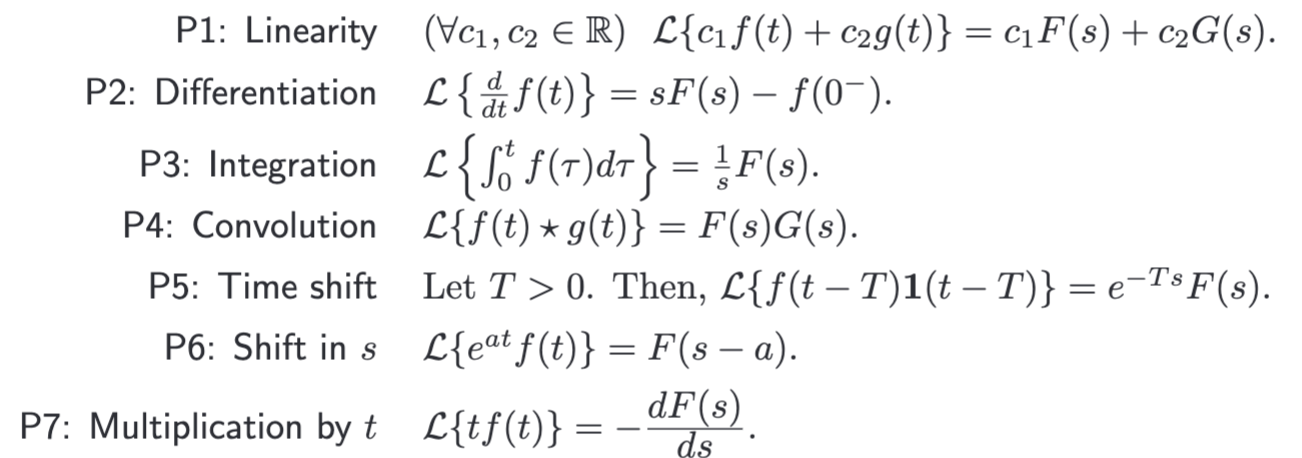 P1: Linearity (∀c₁, c₂ ∈ ℝ) ℒ{c₁f(t) + c₂g(t)} = c₁F(s) + c₂G(s).
P2: Differentiation ℒ{d/dt f(t)} = sF(s) − f(0⁻).
P3: Integration ℒ{∫₀ᵗ f(τ)dτ} = 1/s F(s).
P4: Convolution ℒ{f(t) ⋆ g(t)} = F(s)G(s).
P5: Time shift Let T > 0. Then, ℒ{f(t − T)𝟏(t − T)} = e^{−Ts}F(s).
P6: Shift in s ℒ{e^{at}f(t)} = F(s − a).
P7: Multiplication by t ℒ{tf(t)} = −dF(s)/ds.